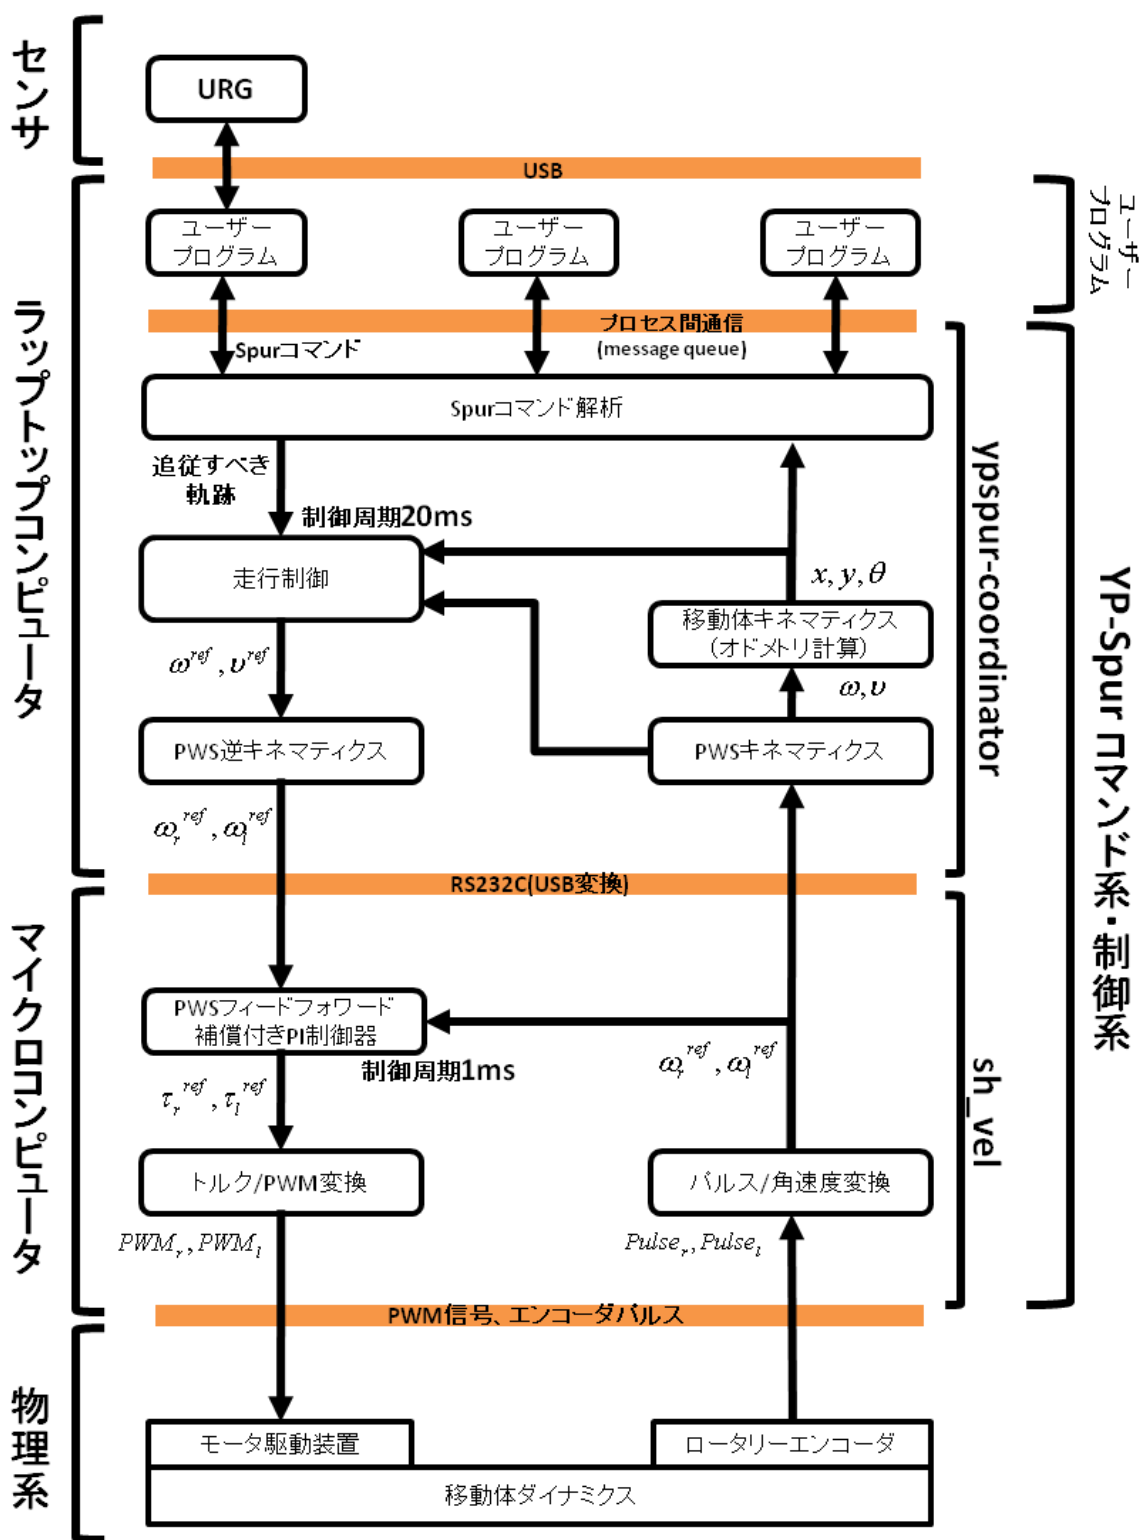 センサ
URG
USB
ユーザー
プログラム
ユーザー
プログラム
ユーザー
プログラム
ユーザー
プログラム
プロセス間通信
(message queue)
Spurコマンド
Spurコマンド解析
ラップトップコンピュータ
追従すべき
軌跡
制御周期20ms
走行制御
x, y, θ
移動体キネマティクス
(オドメトリ計算)
ω^ref, υ^ref
ω, υ
PWS逆キネマティクス
PWSキネマティクス
ω_r^ref, ω_l^ref
ypspur-coordinator
YP-Spur コマンド系・制御系
RS232C(USB変換)
マイクロコンピュータ
PWSフィードフォワード
補償付きPI制御器
制御周期1ms
ω_r^ref, ω_l^ref
τ_r^ref, τ_l^ref
sh_vel
トルク/PWM変換
パルス/角速度変換
PWM_r, PWM_l
Pulse_r, Pulse_l
PWM信号、エンコーダパルス
物理系
モータ駆動装置
ロータリーエンコーダ
移動体ダイナミクス